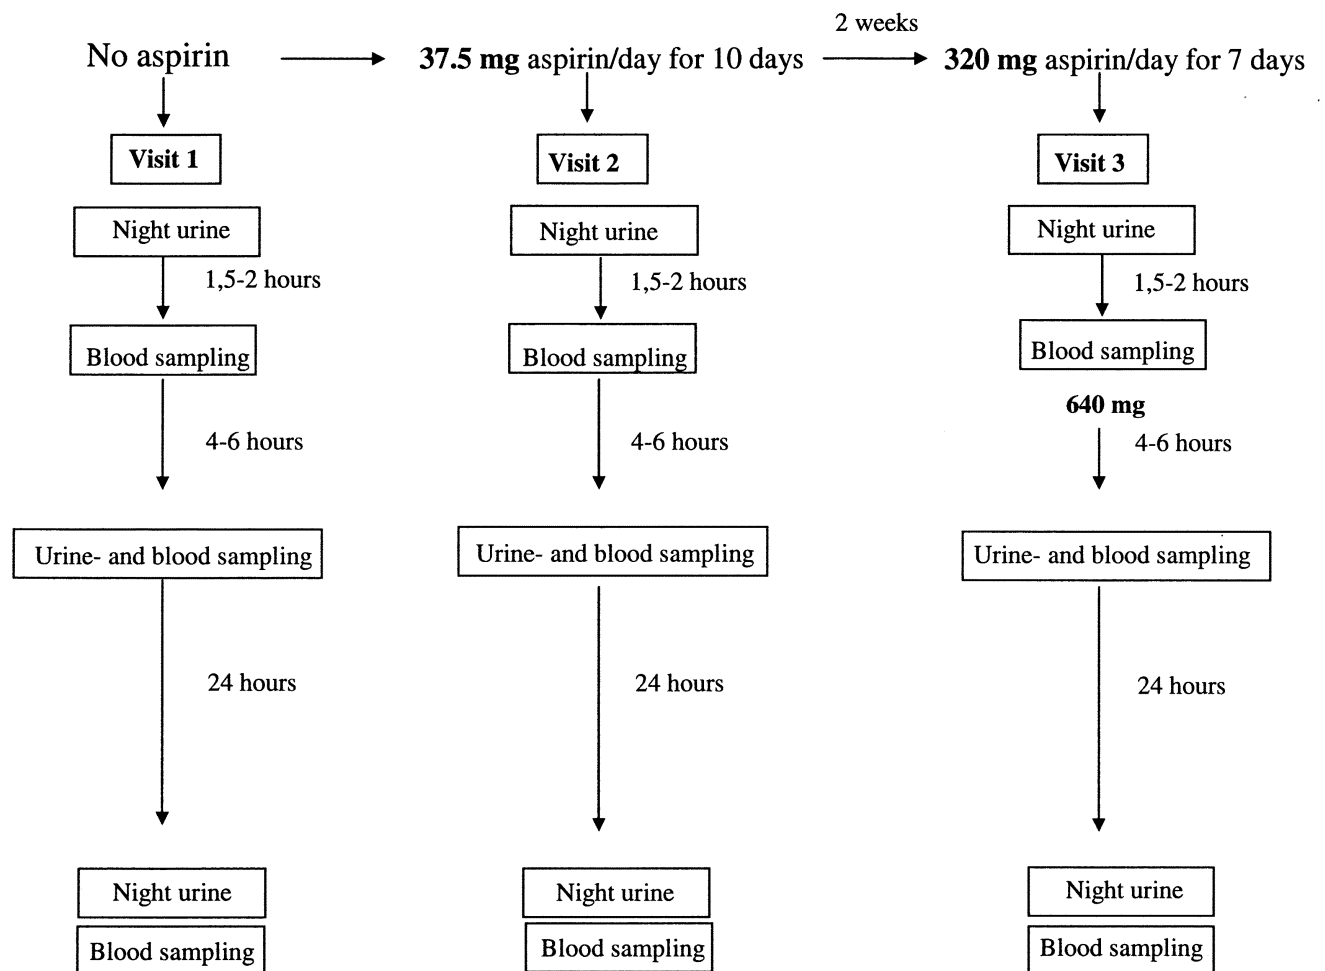 2 weeks
No aspirin
37.5 mg aspirin/day for 10 days
320 mg aspirin/day for 7 days
Visit 1
Visit 2
Visit 3
Night urine
Night urine
Night urine
1,5-2 hours
1,5-2 hours
1,5-2 hours
Blood sampling
Blood sampling
Blood sampling
640 mg
4-6 hours
4-6 hours
4-6 hours
Urine- and blood sampling
Urine- and blood sampling
Urine- and blood sampling
24 hours
24 hours
24 hours
Night urine
Night urine
Night urine
Blood sampling
Blood sampling
Blood sampling